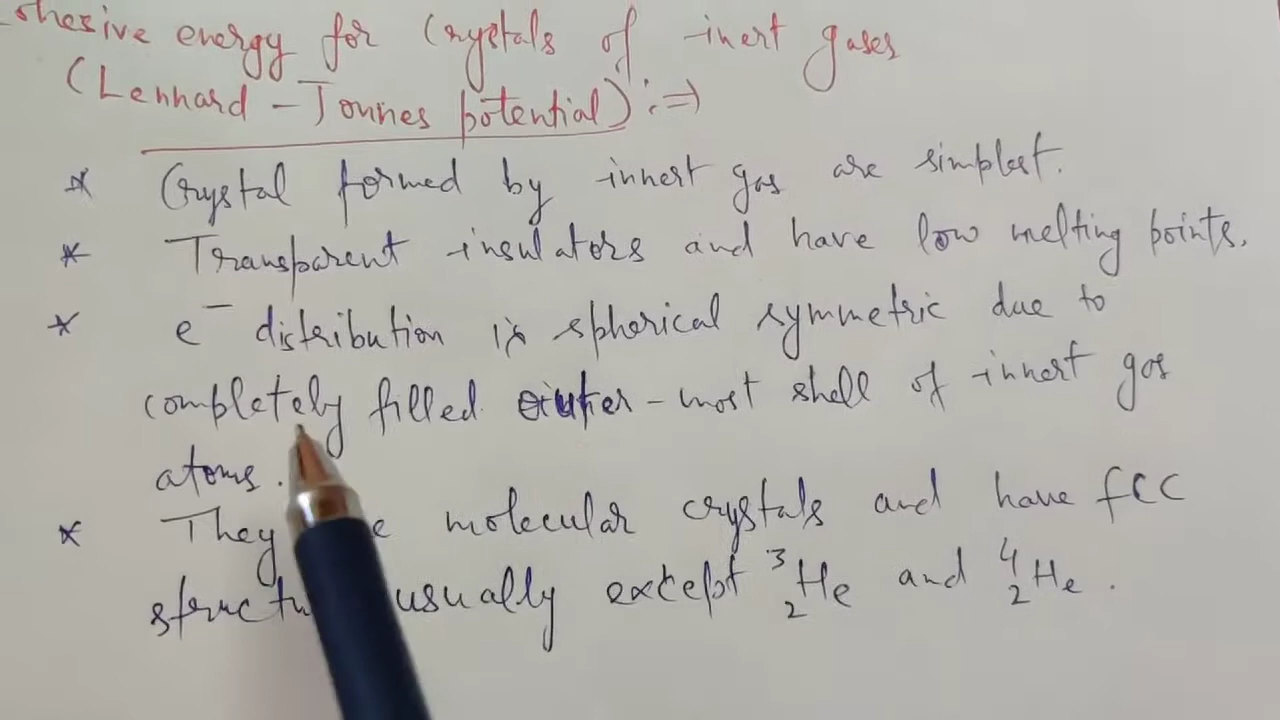 ohesive energy for Crystals of inert gases
(Lennard - Jonnes potential) :⇒
* Crystal formed by innert gas are simplest.
* Transparent insulators and have low melting points.
* e⁻ distribution is spherical symmetric due to
completely filled outer-most shell of innert gas
atoms.
* They molecular crystals and have fCC
structu usually except ³₂He and ⁴₂He.